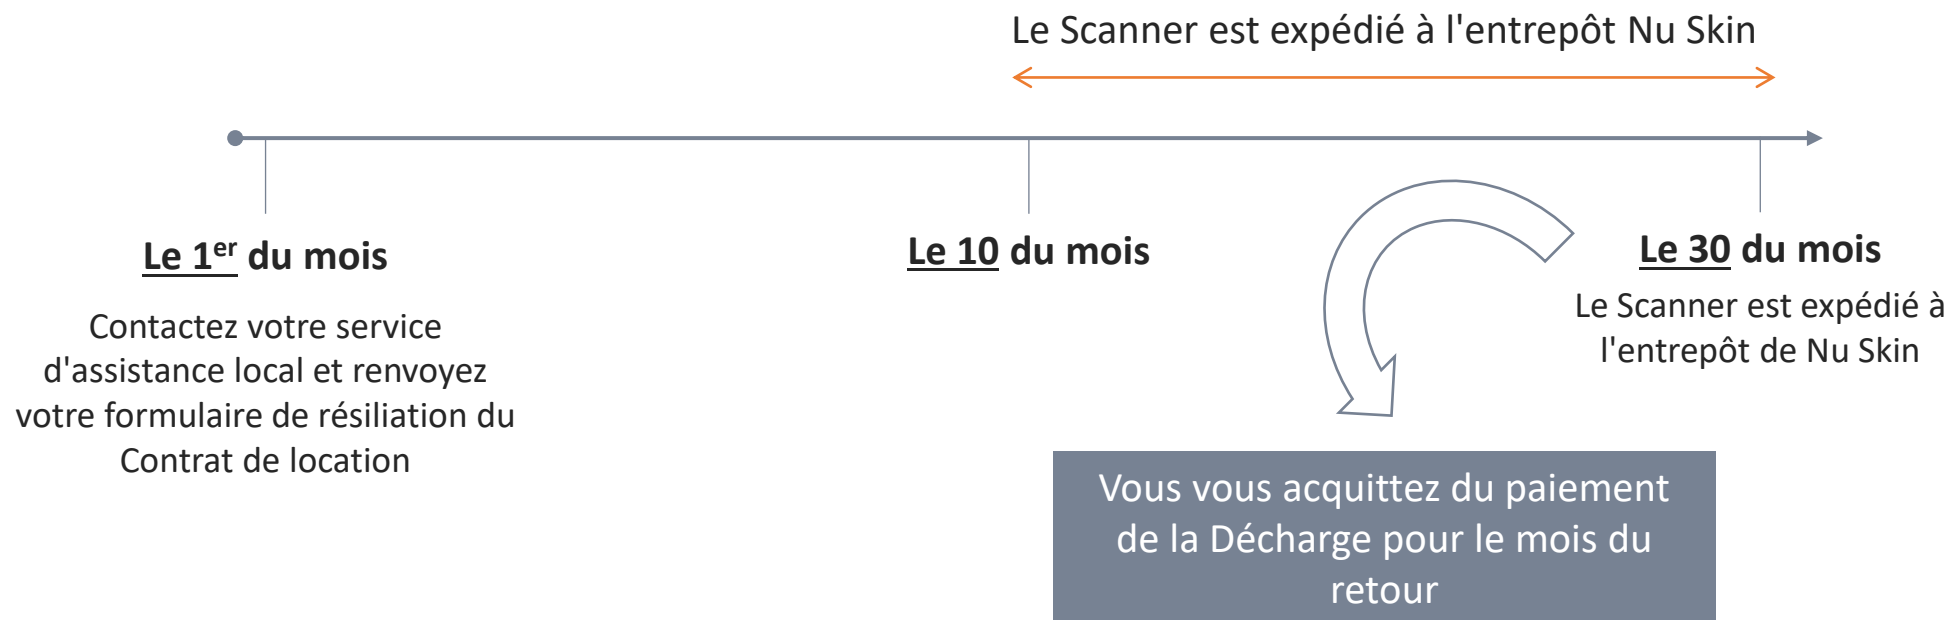 Le Scanner est expédié à l'entrepôt Nu Skin
Le 1er du mois
Contactez votre service
d'assistance local et renvoyez
votre formulaire de résiliation du
Contrat de location
Le 10 du mois
Le 30 du mois
Le Scanner est expédié à
l'entrepôt de Nu Skin
Vous vous acquittez du paiement
de la Décharge pour le mois du
retour